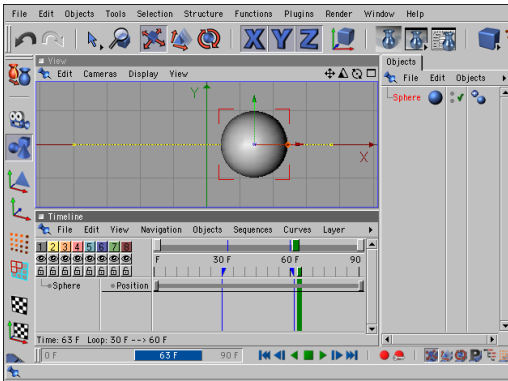 File Edit Objects Tools Selection Structure Functions Plugins Render Window Help
X Y Z
View
Edit Cameras Display View
Y
X
Objects
File Edit Objects
Sphere
Timeline
File Edit View Navigation Objects Sequences Curves Layer
1 2 3 4 5 6 7 8
F 30 F 60 F 90
Sphere Position
Time: 63 F Loop: 30 F --> 60 F
0 F 63 F 90 F
P